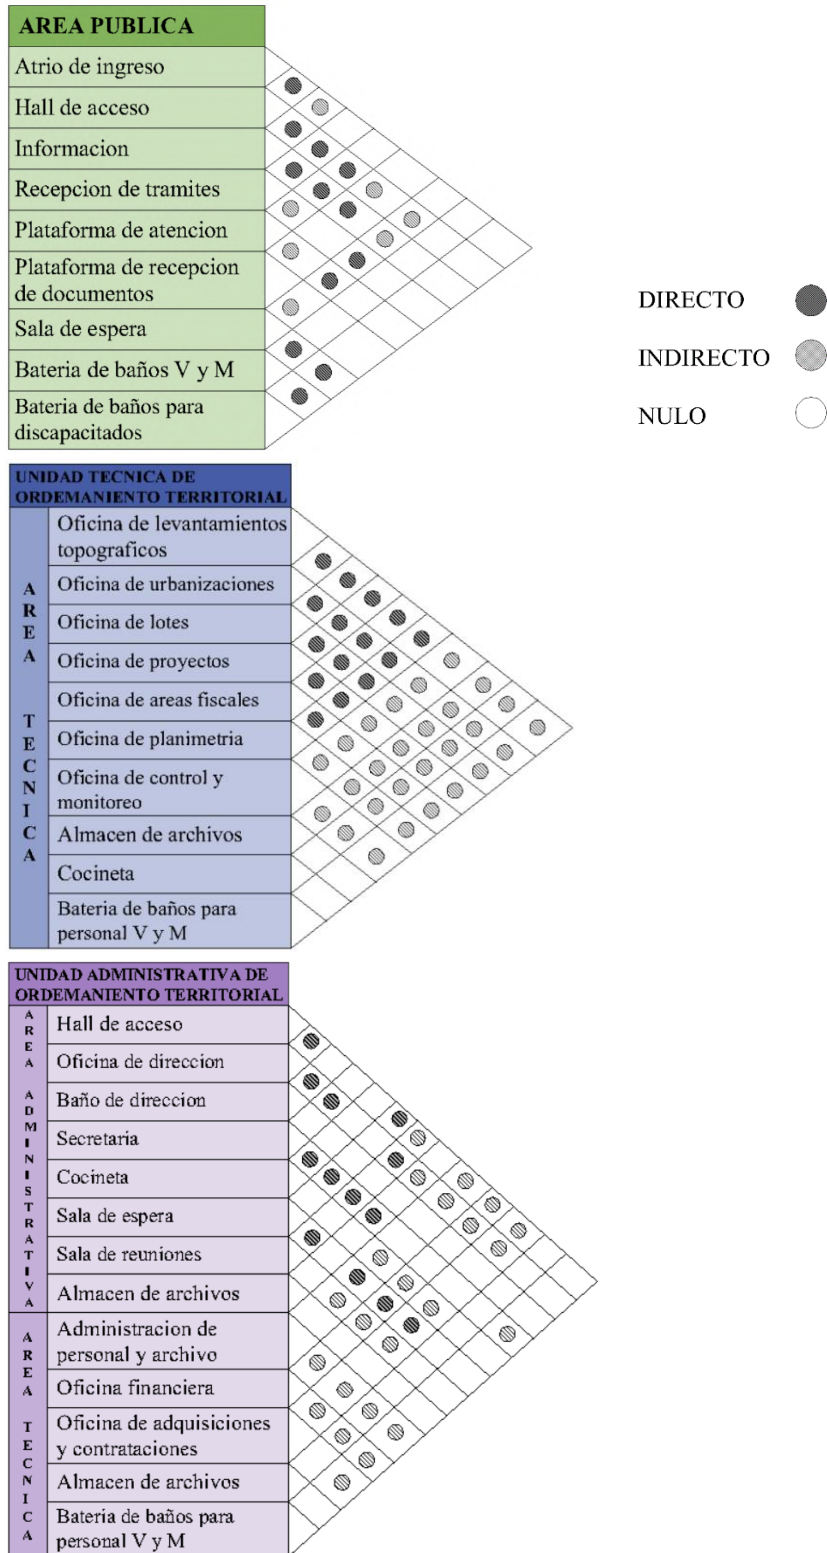 AREA PUBLICA
Atrio de ingreso
Hall de acceso
Informacion
Recepcion de tramites
Plataforma de atencion
Plataforma de recepcion
de documentos
Sala de espera
Bateria de baños V y M
Bateria de baños para
discapacitados
DIRECTO
INDIRECTO
NULO
UNIDAD TECNICA DE
ORDEMANIENTO TERRITORIAL
AREA TECNICA
Oficina de levantamientos
topograficos
Oficina de urbanizaciones
Oficina de lotes
Oficina de proyectos
Oficina de areas fiscales
Oficina de planimetria
Oficina de control y
monitoreo
Almacen de archivos
Cocineta
Bateria de baños para
personal V y M
UNIDAD ADMINISTRATIVA DE
ORDEMANIENTO TERRITORIAL
AREA ADMINISTRATIVA
Hall de acceso
Oficina de direccion
Baño de direccion
Secretaria
Cocineta
Sala de espera
Sala de reuniones
Almacen de archivos
AREA TECNICA
Administracion de
personal y archivo
Oficina financiera
Oficina de adquisiciones
y contrataciones
Almacen de archivos
Bateria de baños para
personal V y M